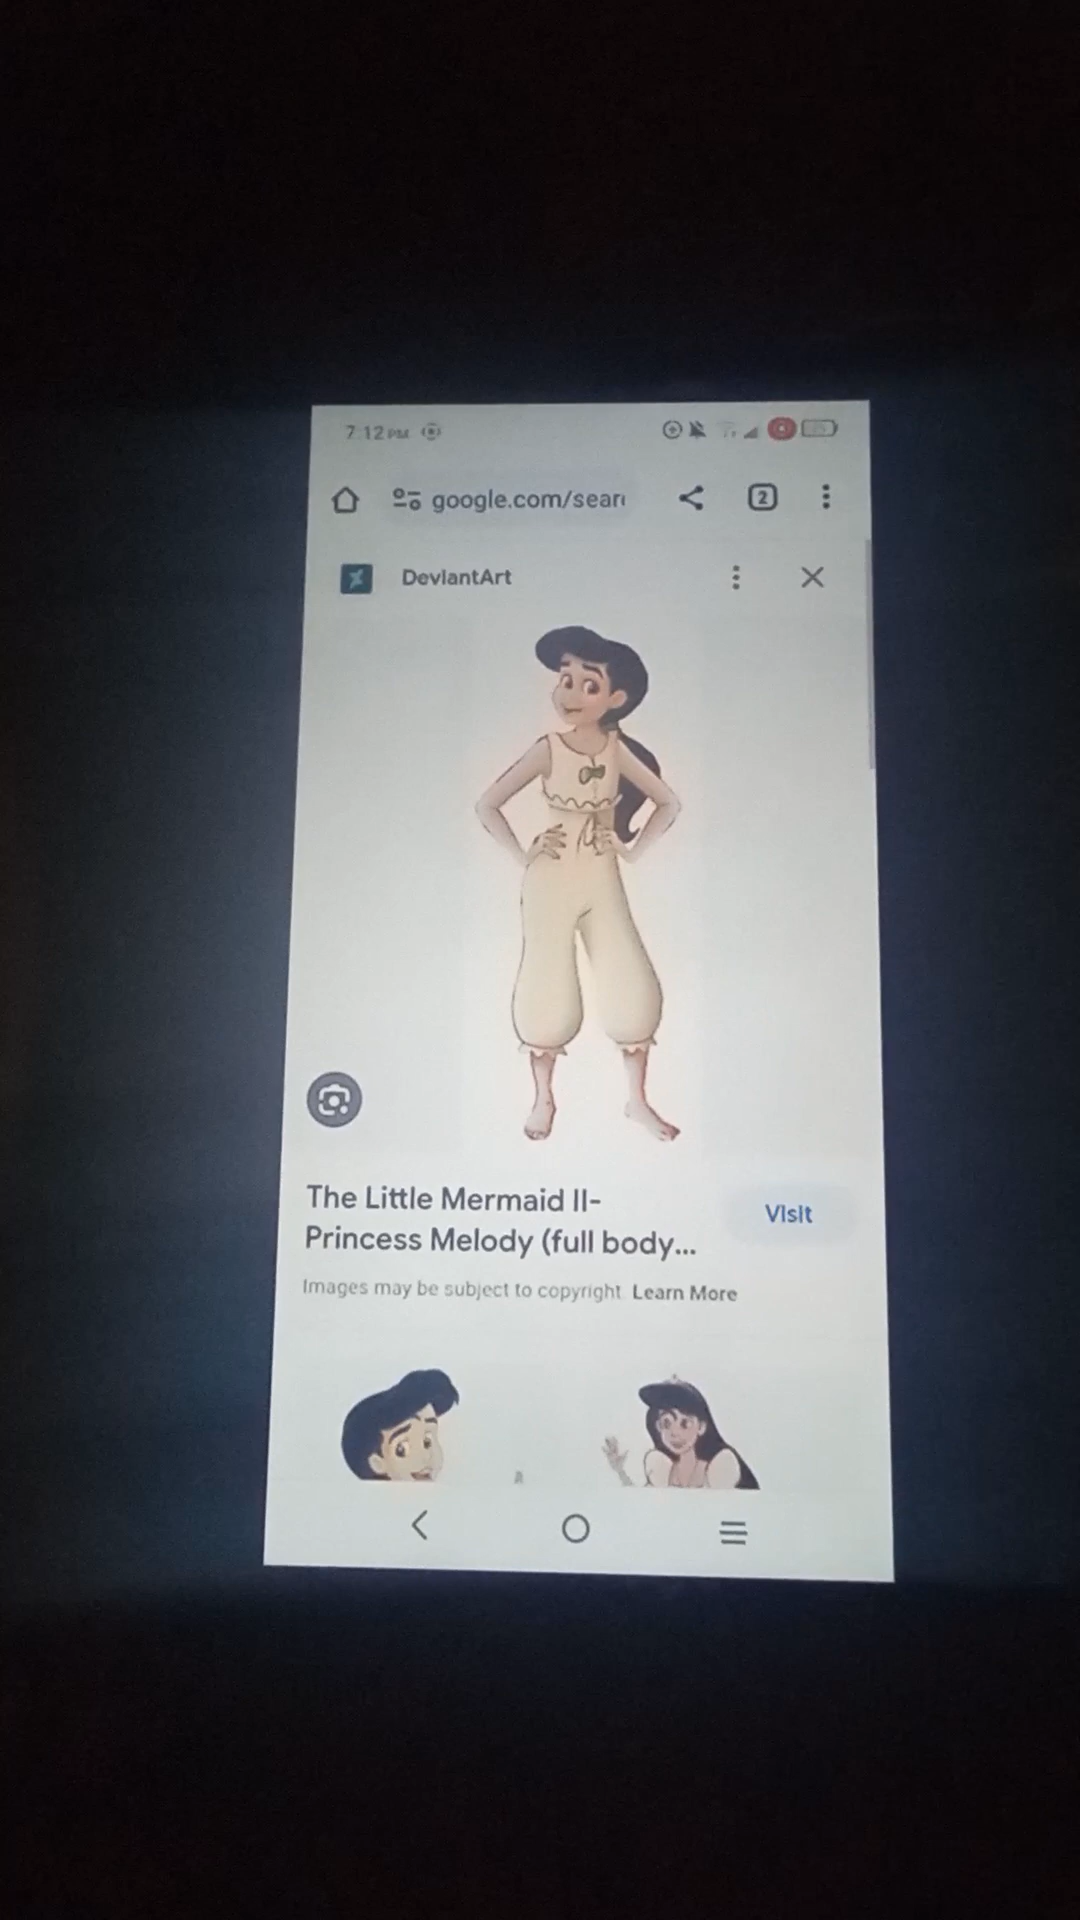 7:12 PM
google.com/sear
2
DeviantArt
The Little Mermaid II-
Princess Melody (full body...
Visit
Images may be subject to copyright. Learn More